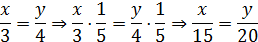 x/3 = y/4 ⇒ x/3 · 1/5 = y/4 · 1/5 ⇒ x/15 = y/20